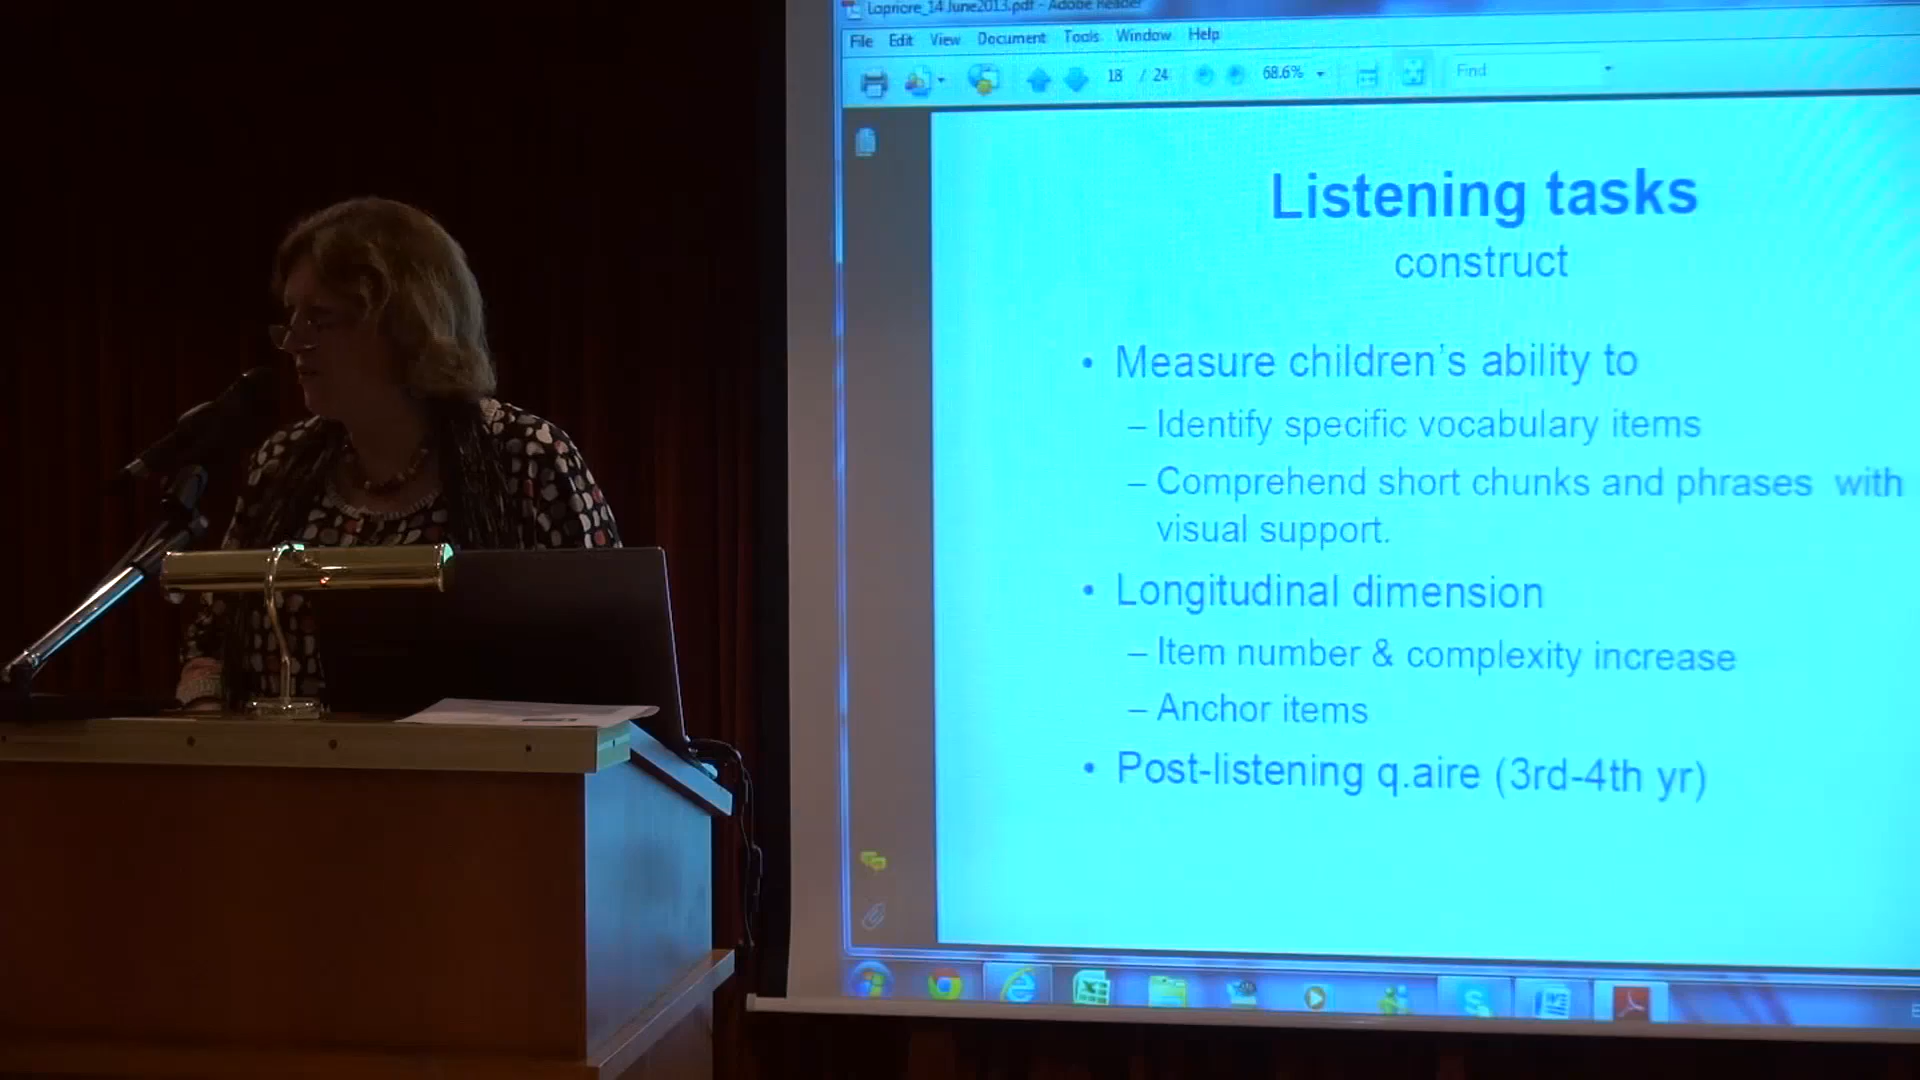 Lopriore_14 June2013.pdf - Adobe Reader
File Edit View Document Tools Window Help
18 / 24 68.6% Find
Listening tasks
construct
• Measure children's ability to
– Identify specific vocabulary items
– Comprehend short chunks and phrases with
visual support.
• Longitudinal dimension
– Item number & complexity increase
– Anchor items
• Post-listening q.aire (3rd-4th yr)